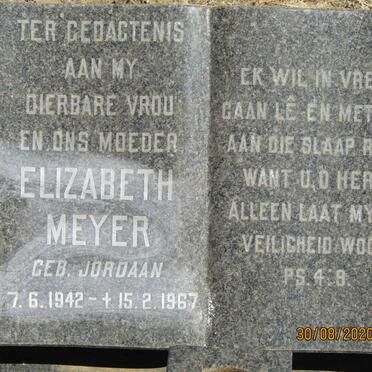 TER GEDAGTENIS
AAN MY
DIERBARE VROU
EN ONS MOEDER
ELIZABETH
MEYER
GEB. JORDAAN
7.6.1942 - + 15.2.1967
EK WIL IN VRE
GAAN LÊ EN MET
AAN DIE SLAAP
WANT U,O HER
ALLEEN LAAT MY
VEILIGHEID WOO
PS. 4:9
30/08/2020